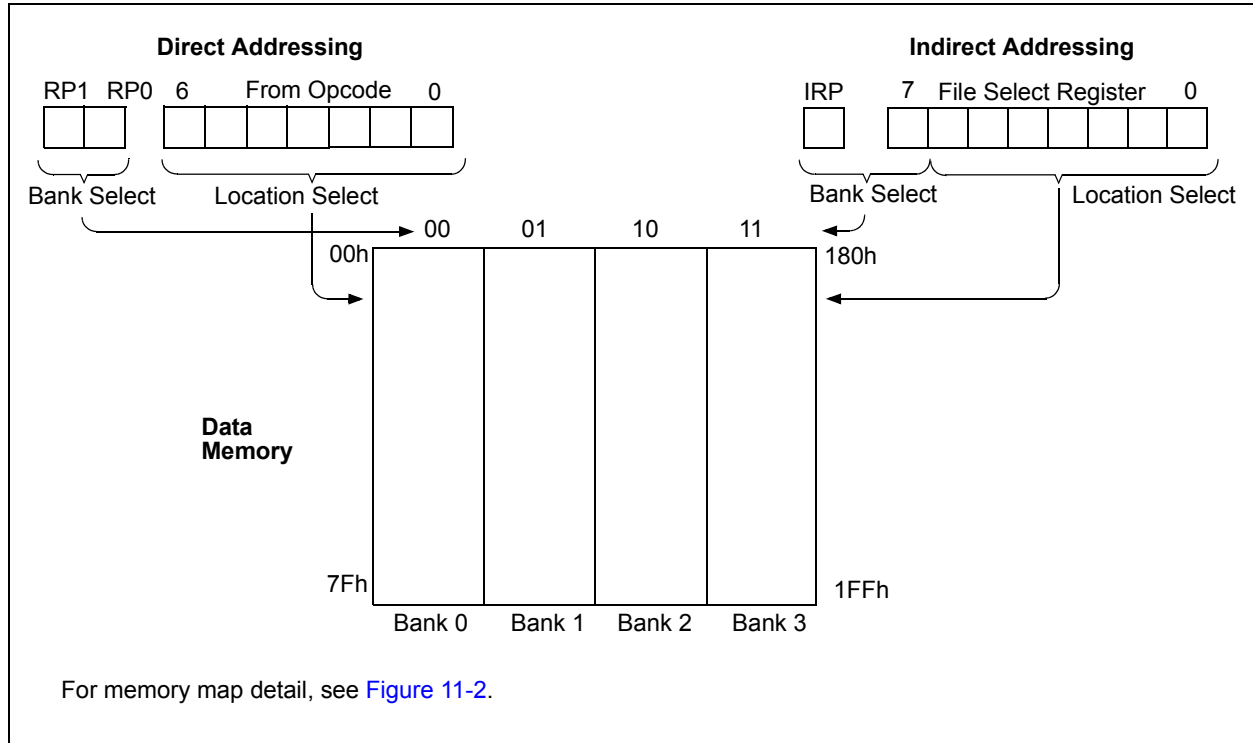 Direct Addressing
Indirect Addressing
RP1 RP0 6 From Opcode 0
IRP 7 File Select Register 0
Bank Select Location Select
Bank Select Location Select
00 01 10 11
00h 180h
Data
Memory
7Fh 1FFh
Bank 0 Bank 1 Bank 2 Bank 3
For memory map detail, see Figure 11-2.